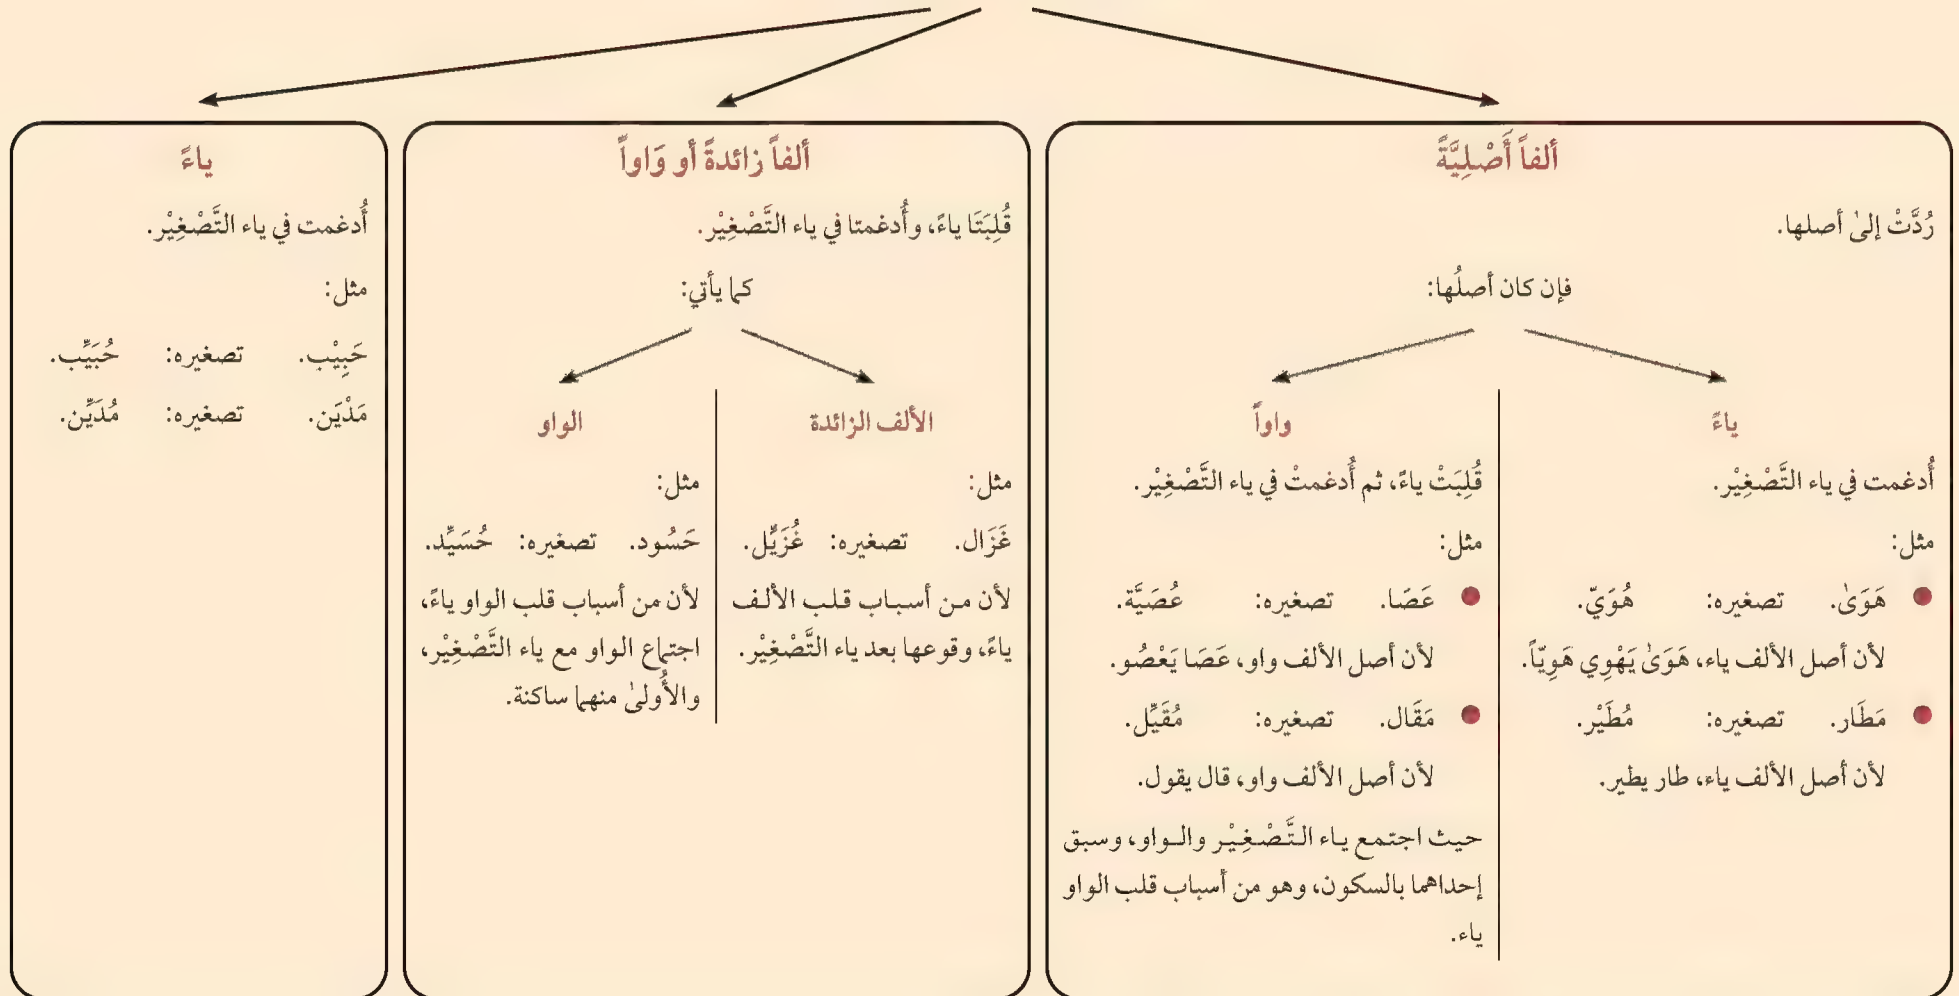 ألفاً أَصْلِيَّةً
رُدَّتْ إلىٰ أصلها.
فإن كان أصلُها:
ياءً
أُدغمت في ياء التَّصْغِيْر.
مثل:
هَوَىٰ. تصغيره: هُوَيّ.
لأن أصل الألف ياء، هَوَىٰ يَهْوِي هَوِيّاً.
مَطَار. تصغيره: مُطَيْر.
لأن أصل الألف ياء، طار يطير.
واواً
قُلِبَتْ ياءً، ثم أُدغمتْ في ياء التَّصْغِيْر.
مثل:
عَصَا. تصغيره: عُصَيَّة.
لأن أصل الألف واو، عَصَا يَعْصُو.
مَقَال. تصغيره: مُقَيِّل.
لأن أصل الألف واو، قال يقول.
حيث اجتمع ياء التَّصْغِيْر والواو، وسبق
إحداهما بالسكون، وهو من أسباب قلب الواو
ياء.
ألفاً زائدةً أو وَاواً
قُلِبَتَا ياءً، وأُدغمتا في ياء التَّصْغِيْر.
كما يأتي:
الألف الزائدة
مثل:
غَزَال. تصغيره: غُزَيِّل.
لأن من أسباب قلب الألف
ياءً، وقوعها بعد ياء التَّصْغِيْر.
الواو
مثل:
حَسُود. تصغيره: حُسَيِّد.
لأن من أسباب قلب الواو ياءً،
اجتماع الواو مع ياء التَّصْغِيْر،
والأُولىٰ منهما ساكنة.
ياءً
أُدغمت في ياء التَّصْغِيْر.
مثل:
حَبِيْب. تصغيره: حُبَيِّب.
مَدْيَن. تصغيره: مُدَيِّن.